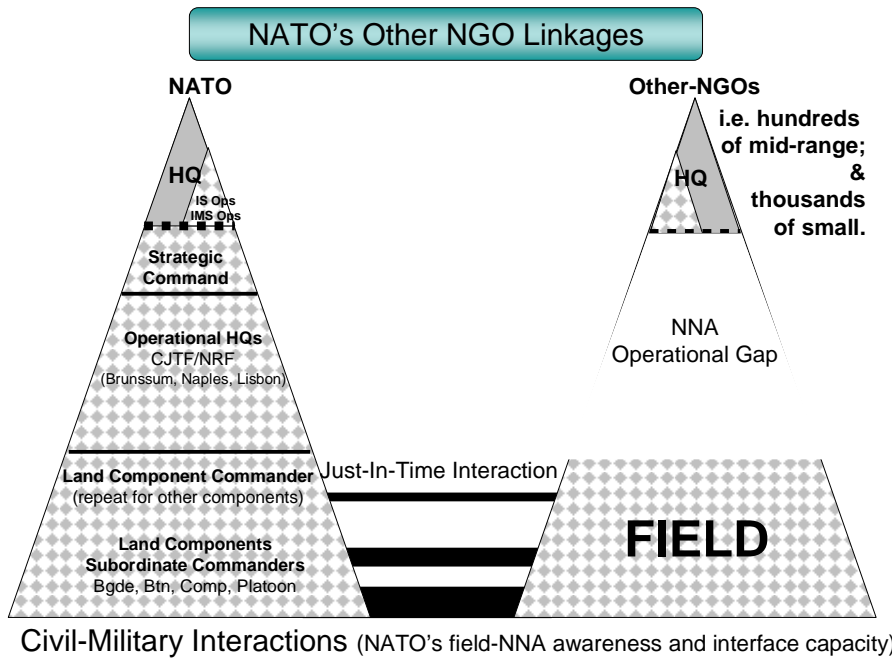 NATO's Other NGO Linkages
NATO
HQ
IS Ops
IMS Ops
Strategic
Command
Operational HQs
CJTF/NRF
(Brunssum, Naples, Lisbon)
Land Component Commander
(repeat for other components)
Land Components
Subordinate Commanders
Bgde, Btn, Comp, Platoon
Just-In-Time Interaction
Other-NGOs
i.e. hundreds
of mid-range;
&
thousands
of small.
HQ
NNA
Operational Gap
FIELD
Civil-Military Interactions (NATO's field-NNA awareness and interface capacity)